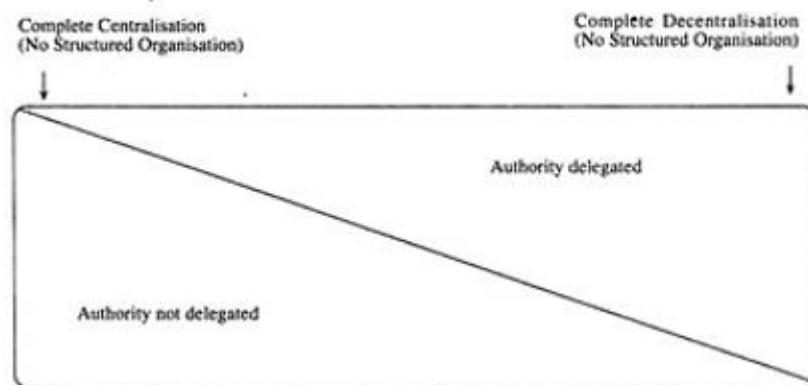 Complete Centralisation
(No Structured Organisation)
Complete Decentralisation
(No Structured Organisation)
Authority delegated
Authority not delegated